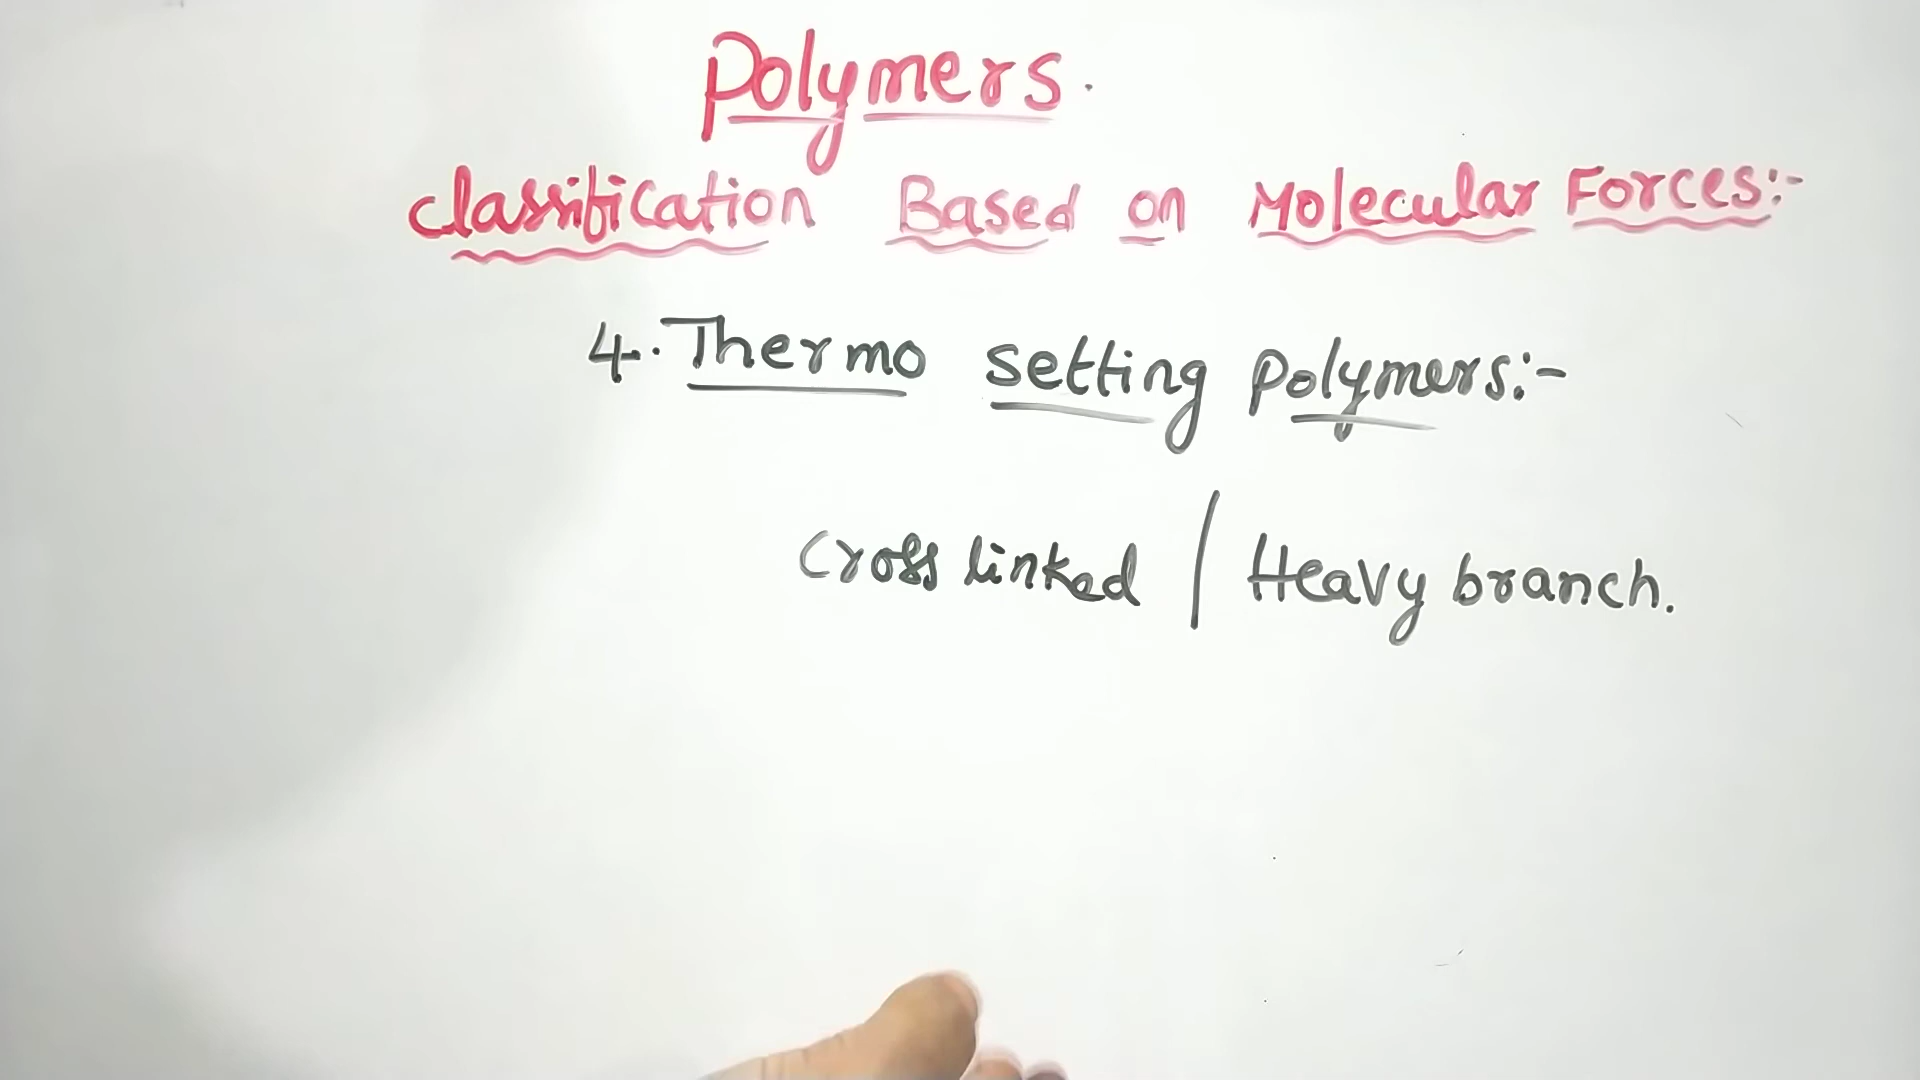 Polymers.
Classification Based on Molecular Forces:-
4. Thermo setting polymers:-
Cross linked / Heavy branch.